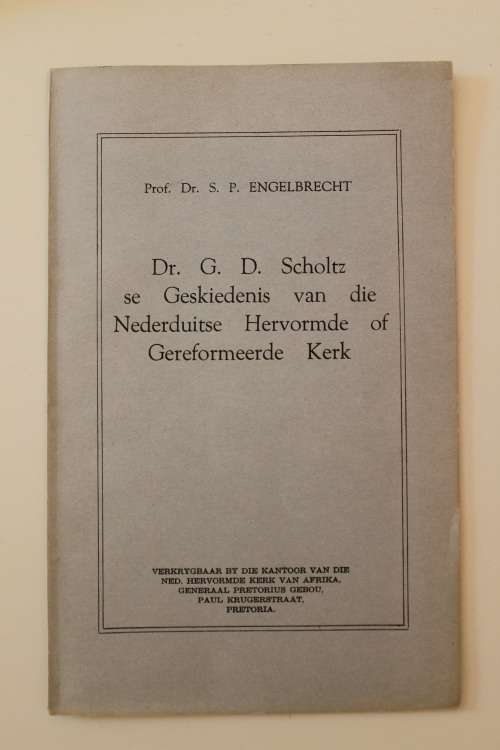 Prof. Dr. S. P. ENGELBRECHT
Dr. G. D. Scholtz
se Geskiedenis van die
Nederduitse Hervormde of
Gereformeerde Kerk
VERKRYGBAAR BY DIE KANTOOR VAN DIE
NED. HERVORMDE KERK VAN AFRIKA,
GENERAAL PRETORIUS GEBOU,
PAUL KRUGERSTRAAT,
PRETORIA.